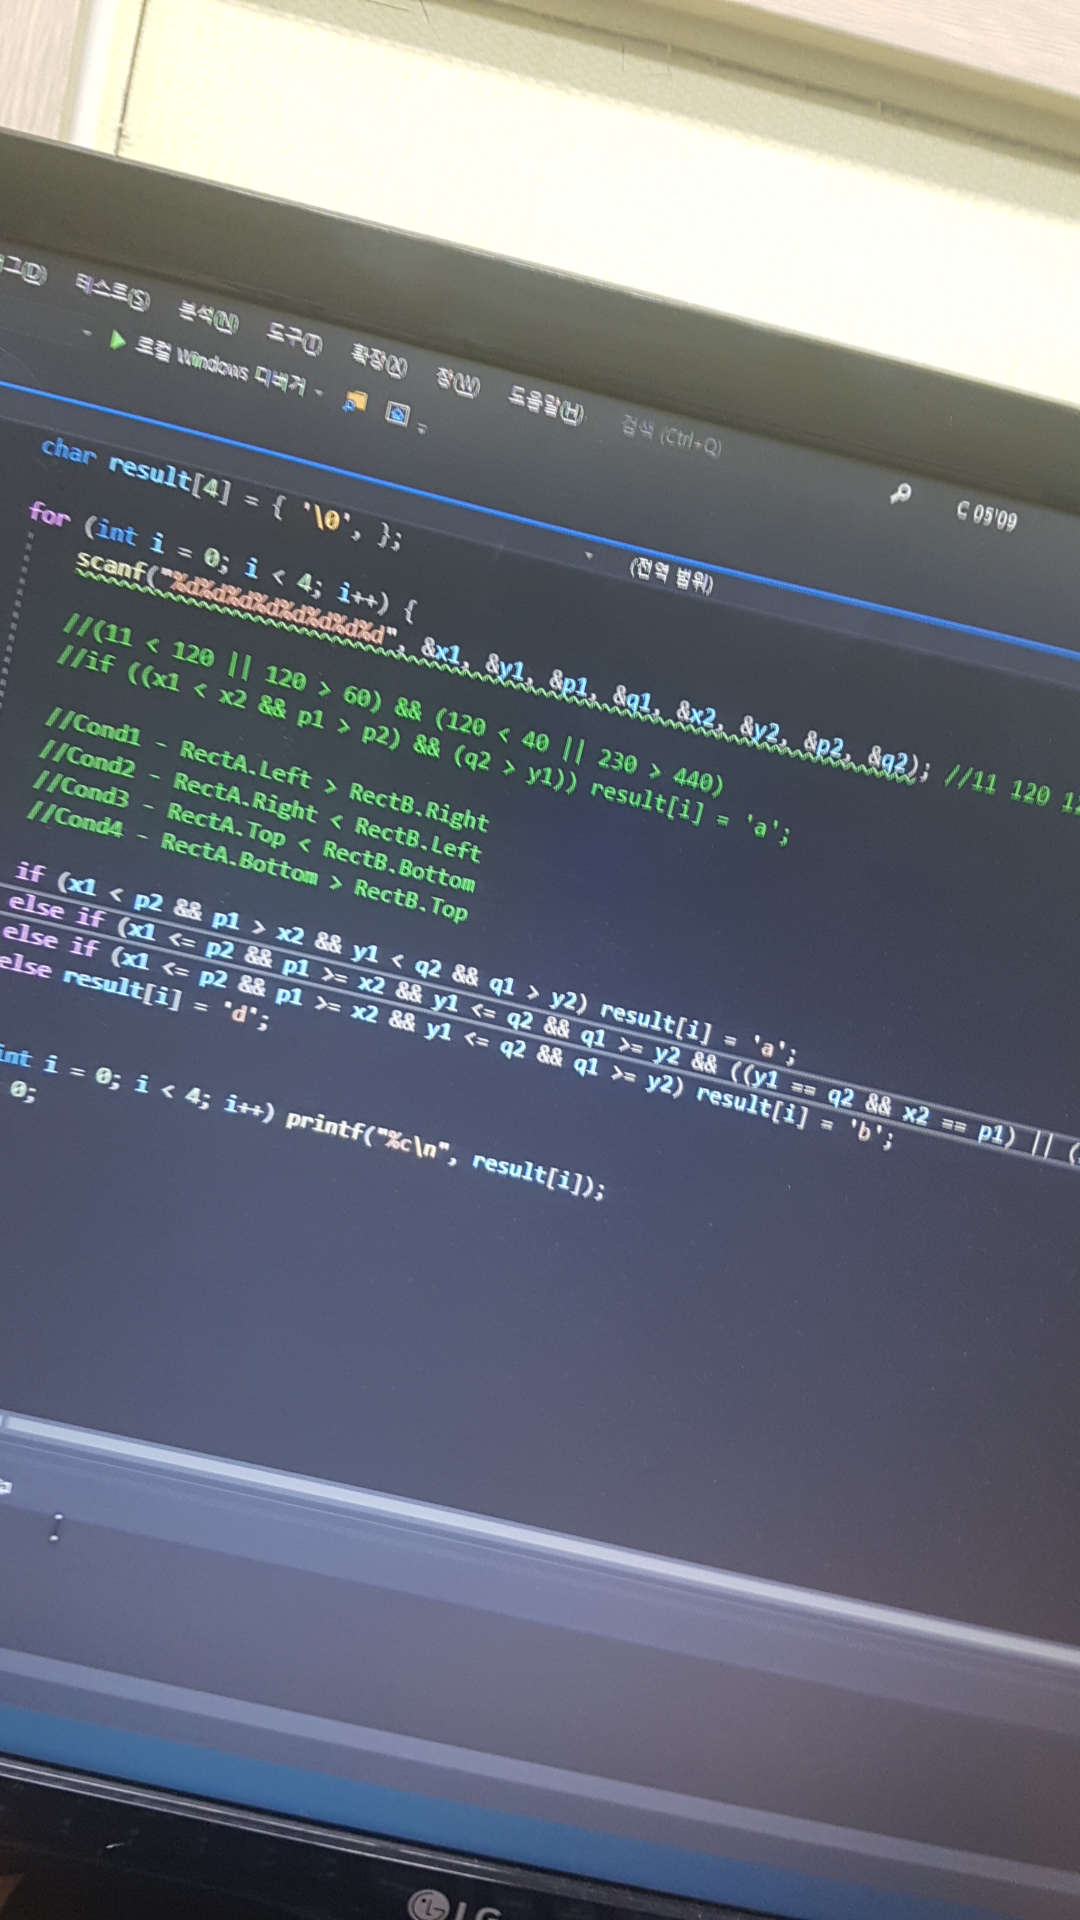 테스트(S) 분석(N) 도구(T) 확장(X) 창(W) 도움말(H) 검색 (Ctrl+Q)
로컬 Windows 디버거
C 05'09
(전역 범위)
char result[4] = { '\0', };
for (int i = 0; i < 4; i++) {
scanf("%d%d%d%d%d%d%d%d", &x1, &y1, &p1, &q1, &x2, &y2, &p2, &q2); //11 120
//(11 < 120 || 120 > 60) && (120 < 40 || 230 > 440)
//if ((x1 < x2 && p1 > p2) && (q2 > y1)) result[i] = 'a';
//Cond1 - RectA.Left > RectB.Right
//Cond2 - RectA.Right < RectB.Left
//Cond3 - RectA.Top < RectB.Bottom
//Cond4 - RectA.Bottom > RectB.Top
if (x1 < p2 && p1 > x2 && y1 < q2 && q1 > y2) result[i] = 'a';
else if (x1 <= p2 && p1 >= x2 && y1 <= q2 && q1 >= y2 && ((y1 == q2 && x2 == p1) || (
else if (x1 <= p2 && p1 >= x2 && y1 <= q2 && q1 >= y2) result[i] = 'b';
else result[i] = 'd';
int i = 0; i < 4; i++) printf("%c\n", result[i]);
0;
LG